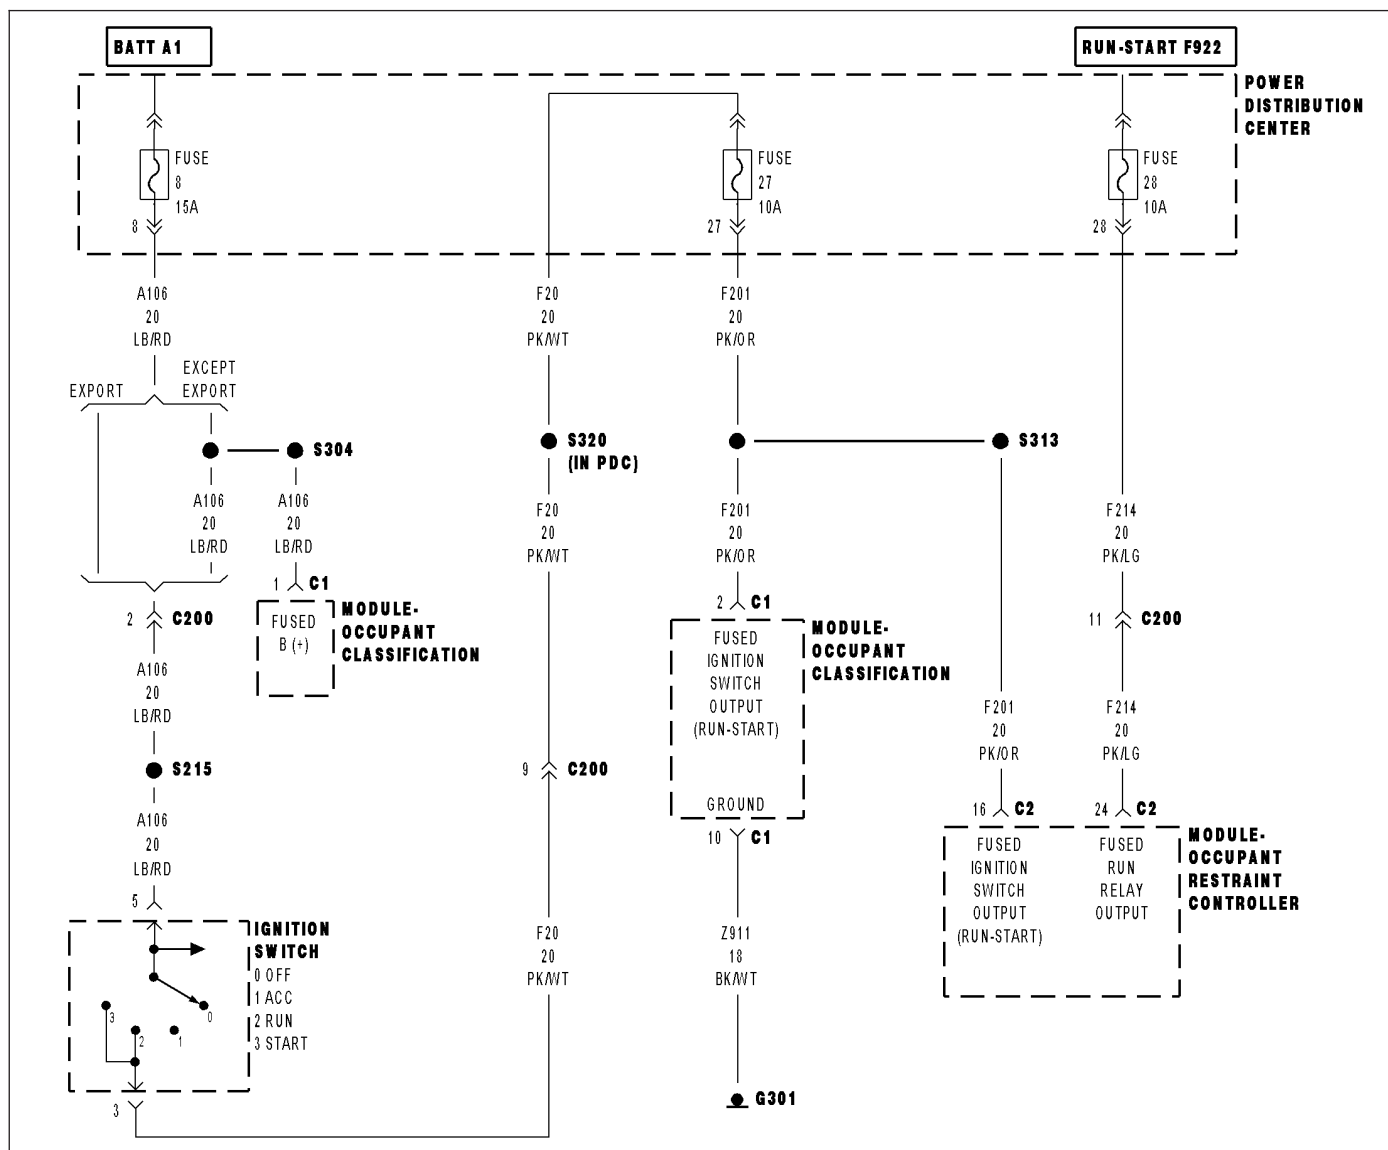 BATT A1
RUN-START F922
POWER
DISTRIBUTION
CENTER
FUSE
8
15A
8
FUSE
27
10A
27
FUSE
28
10A
28
A106
20
LB/RD
F20
20
PK/WT
F201
20
PK/OR
EXPORT
EXCEPT
EXPORT
S304
S320
(IN PDC)
S313
A106
20
LB/RD
A106
20
LB/RD
F20
20
PK/WT
F201
20
PK/OR
F214
20
PK/LG
1
C1
FUSED
B (+)
MODULE-
OCCUPANT
CLASSIFICATION
2
C200
2
C1
FUSED
IGNITION
SWITCH
OUTPUT
(RUN-START)
GROUND
MODULE-
OCCUPANT
CLASSIFICATION
11
C200
A106
20
LB/RD
S215
9
C200
F201
20
PK/OR
F214
20
PK/LG
A106
20
LB/RD
10
C1
16
C2
24
C2
FUSED
IGNITION
SWITCH
OUTPUT
(RUN-START)
FUSED
RUN
RELAY
OUTPUT
MODULE-
OCCUPANT
RESTRAINT
CONTROLLER
5
IGNITION
SWITCH
0 OFF
1 ACC
2 RUN
3 START
3
2
1
0
3
F20
20
PK/WT
Z911
18
BK/WT
G301